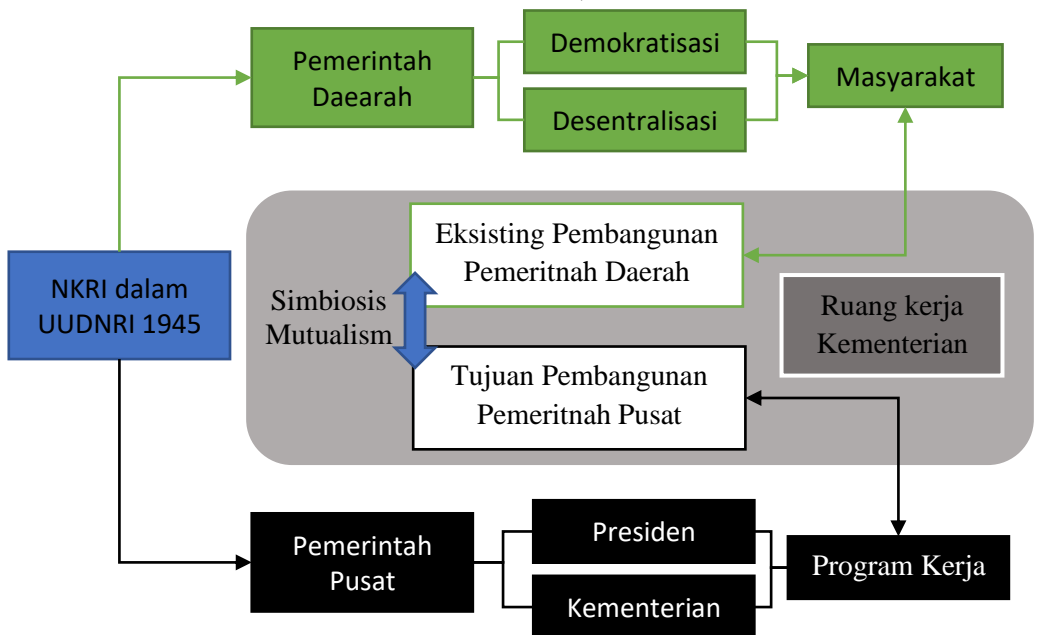 Pemerintah
Daearah
Demokratisasi
Desentralisasi
Masyarakat
NKRI dalam
UUDNRI 1945
Eksisting Pembangunan
Pemeritnah Daerah
Simbiosis
Mutualism
Tujuan Pembangunan
Pemeritnah Pusat
Ruang kerja
Kementerian
Pemerintah
Pusat
Presiden
Kementerian
Program Kerja